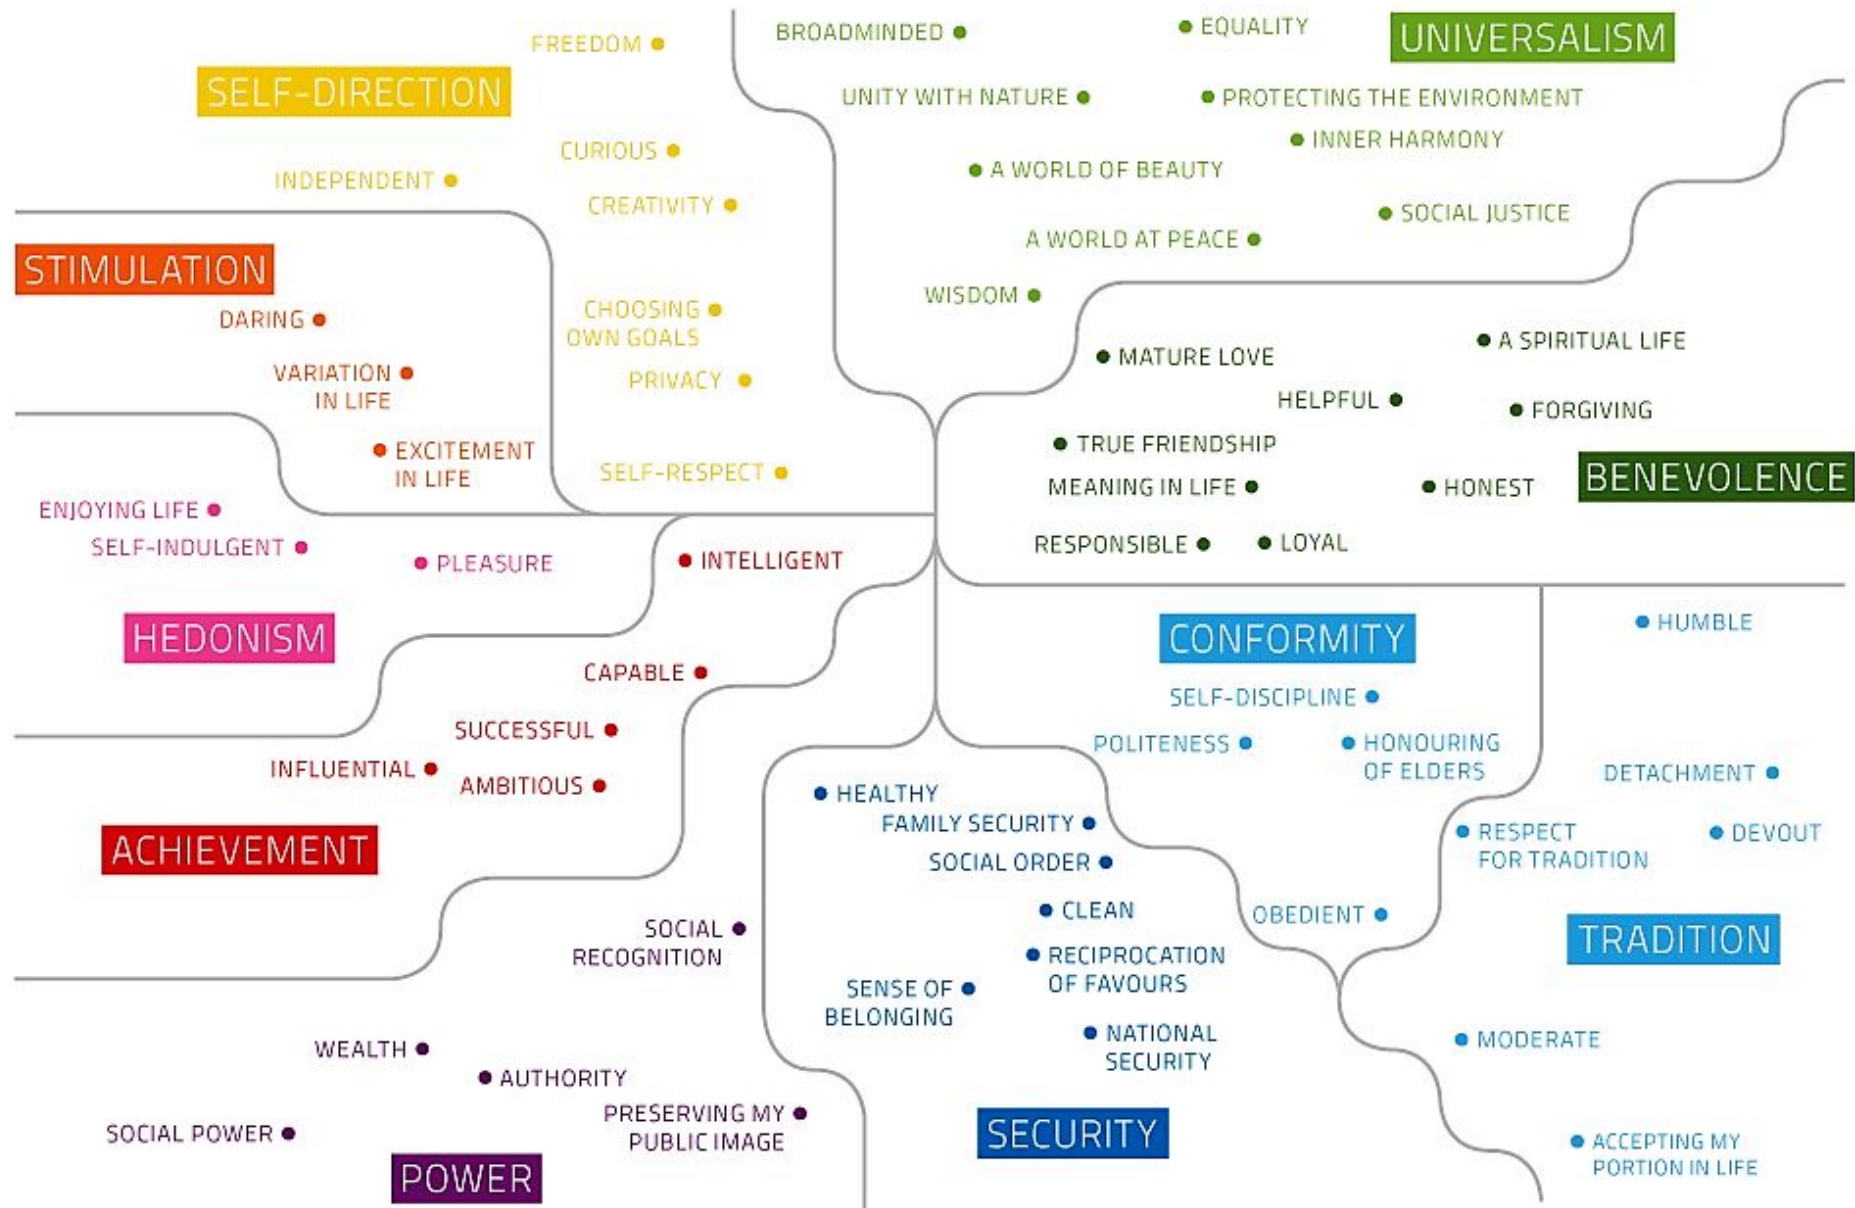 SELF-DIRECTION
FREEDOM
CURIOUS
INDEPENDENT
CREATIVITY
CHOOSING
OWN GOALS
PRIVACY
SELF-RESPECT
UNIVERSALISM
BROADMINDED
EQUALITY
UNITY WITH NATURE
PROTECTING THE ENVIRONMENT
INNER HARMONY
A WORLD OF BEAUTY
SOCIAL JUSTICE
A WORLD AT PEACE
WISDOM
STIMULATION
DARING
VARIATION
IN LIFE
EXCITEMENT
IN LIFE
BENEVOLENCE
MATURE LOVE
A SPIRITUAL LIFE
HELPFUL
FORGIVING
TRUE FRIENDSHIP
MEANING IN LIFE
HONEST
RESPONSIBLE
LOYAL
ENJOYING LIFE
SELF-INDULGENT
PLEASURE
HEDONISM
INTELLIGENT
CAPABLE
SUCCESSFUL
INFLUENTIAL
AMBITIOUS
ACHIEVEMENT
CONFORMITY
SELF-DISCIPLINE
POLITENESS
HONOURING
OF ELDERS
OBEDIENT
HUMBLE
DETACHMENT
RESPECT
FOR TRADITION
DEVOUT
TRADITION
MODERATE
ACCEPTING MY
PORTION IN LIFE
HEALTHY
FAMILY SECURITY
SOCIAL ORDER
CLEAN
RECIPROCATION
OF FAVOURS
SENSE OF
BELONGING
NATIONAL
SECURITY
SECURITY
SOCIAL
RECOGNITION
WEALTH
AUTHORITY
PRESERVING MY
PUBLIC IMAGE
SOCIAL POWER
POWER